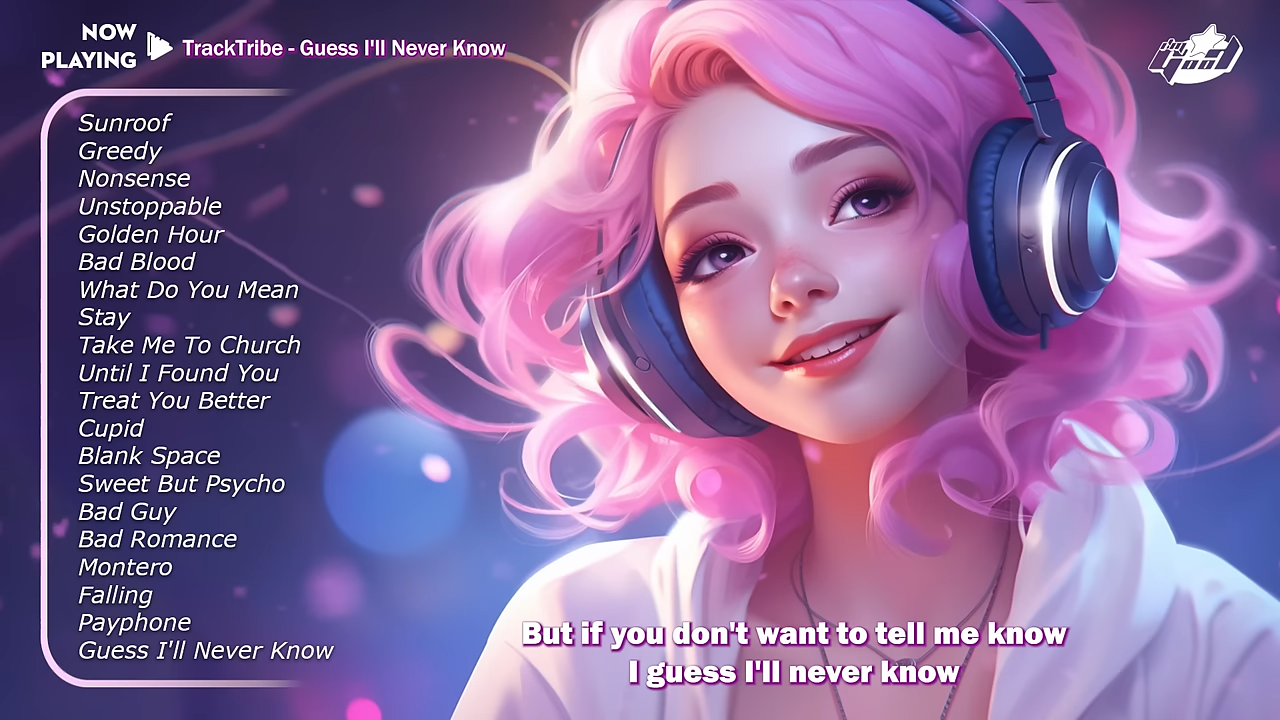 NOW
PLAYING
TrackTribe - Guess I'll Never Know
Sunroof
Greedy
Nonsense
Unstoppable
Golden Hour
Bad Blood
What Do You Mean
Stay
Take Me To Church
Until I Found You
Treat You Better
Cupid
Blank Space
Sweet But Psycho
Bad Guy
Bad Romance
Montero
Falling
Payphone
Guess I'll Never Know
But if you don't want to tell me know
I guess I'll never know